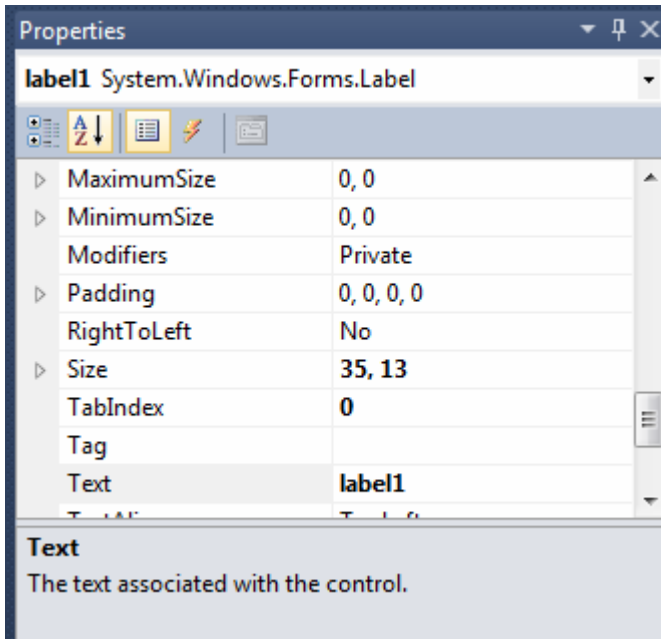 Properties
label1 System.Windows.Forms.Label
MaximumSize 0, 0
MinimumSize 0, 0
Modifiers Private
Padding 0, 0, 0, 0
RightToLeft No
Size 35, 13
TabIndex 0
Tag
Text label1
Text
The text associated with the control.